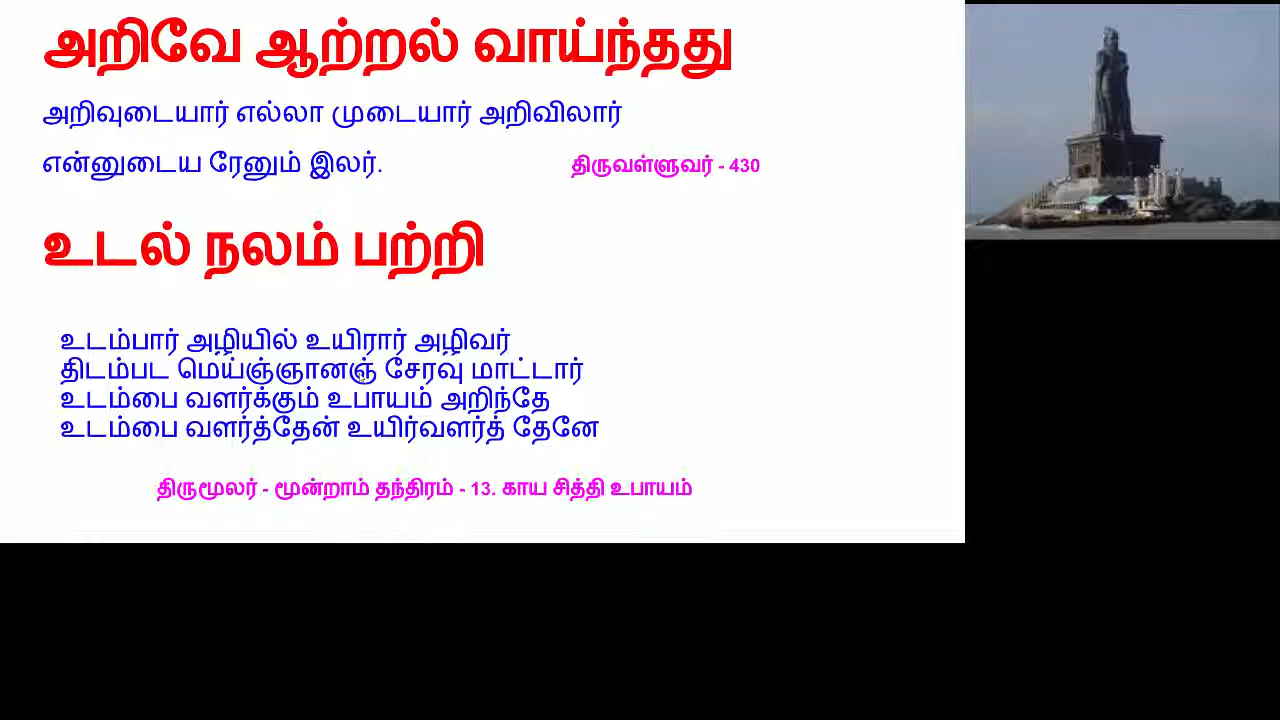 அறிவே ஆற்றல் வாய்ந்தது
அறிவுடையார் எல்லா முடையார் அறிவிலார்
என்னுடைய ரேனும் இலர்.
திருவள்ளுவர் - 430
உடல் நலம் பற்றி
உடம்பார் அழியில் உயிரார் அழிவர்
திடம்பட மெய்ஞ்ஞானஞ் சேரவு மாட்டார்
உடம்பை வளர்க்கும் உபாயம் அறிந்தே
உடம்பை வளர்த்தேன் உயிர்வளர்த் தேனே
திருமூலர் - மூன்றாம் தந்திரம் - 13. காய சித்தி உபாயம்